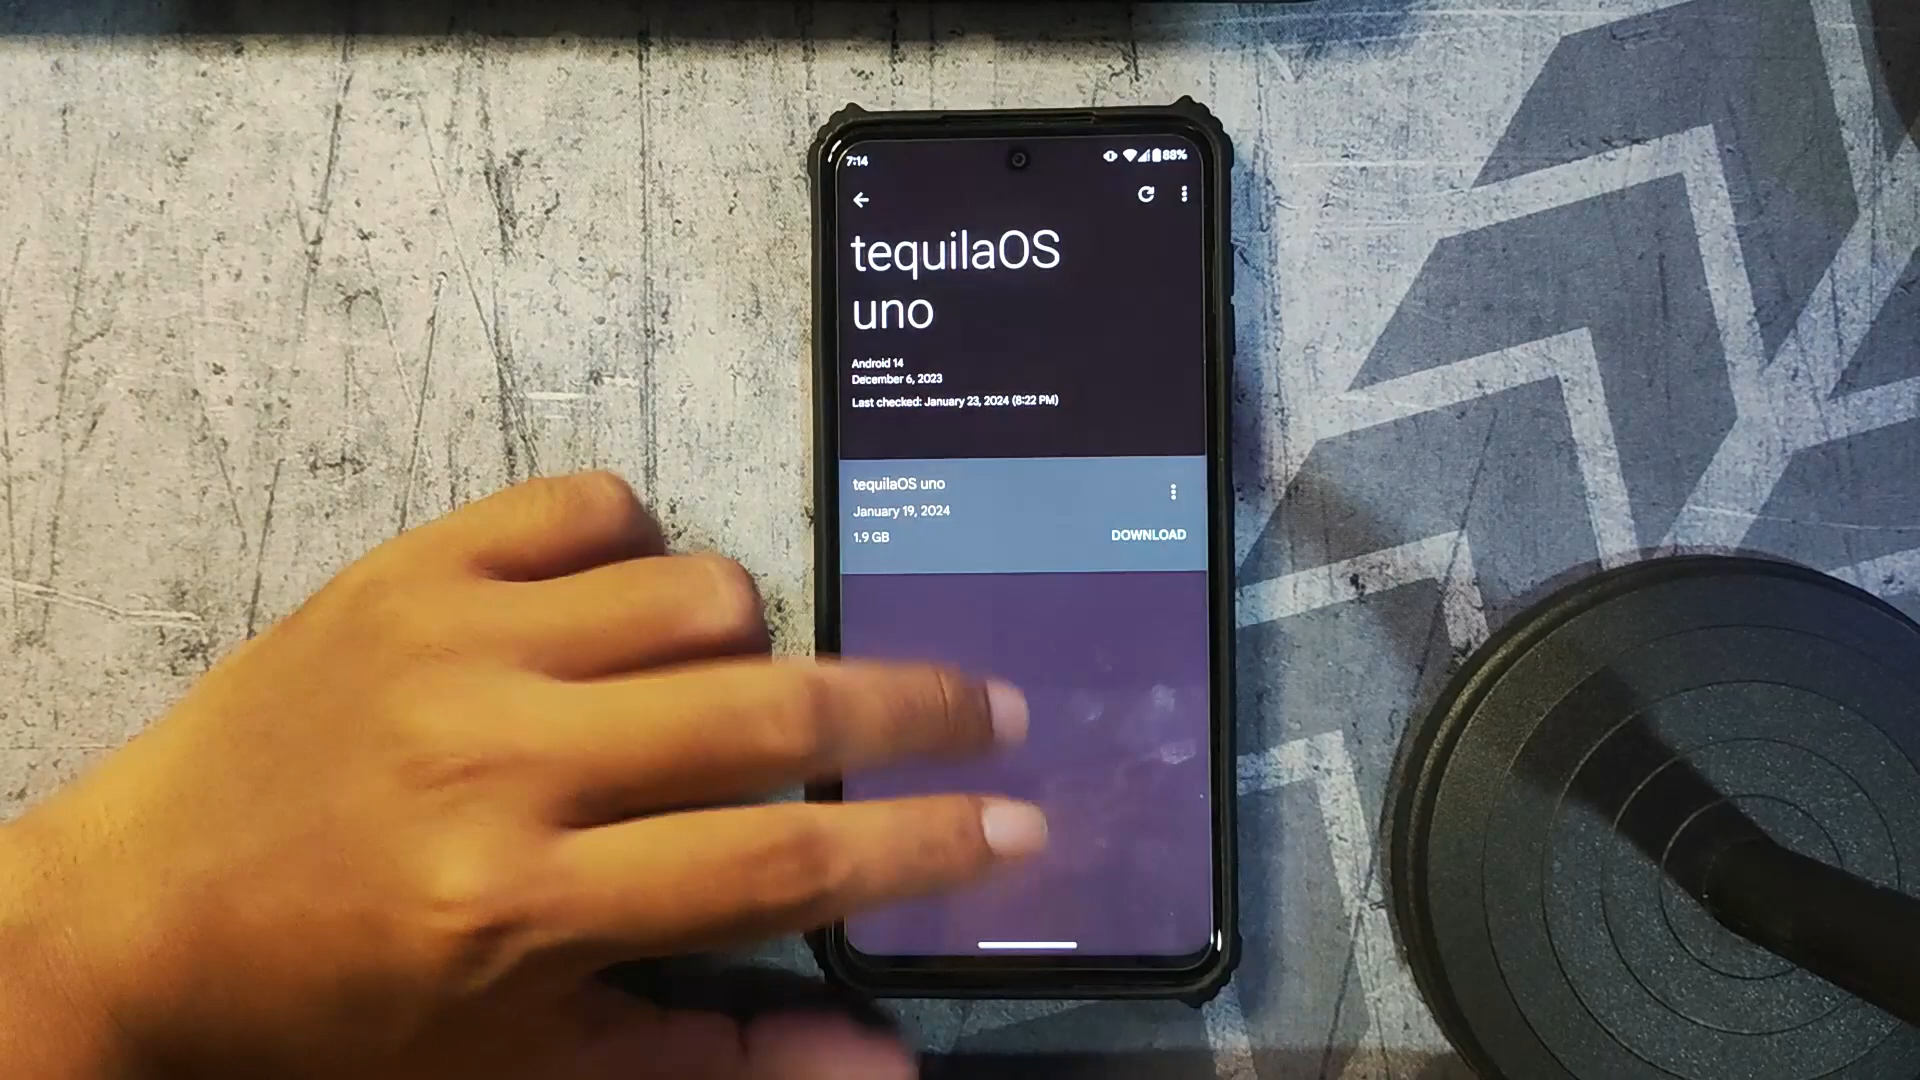 7:14
88%
tequilaOS
uno
Android 14
December 6, 2023
Last checked: January 23, 2024 (8:22 PM)
tequilaOS uno
January 19, 2024
1.9 GB
DOWNLOAD